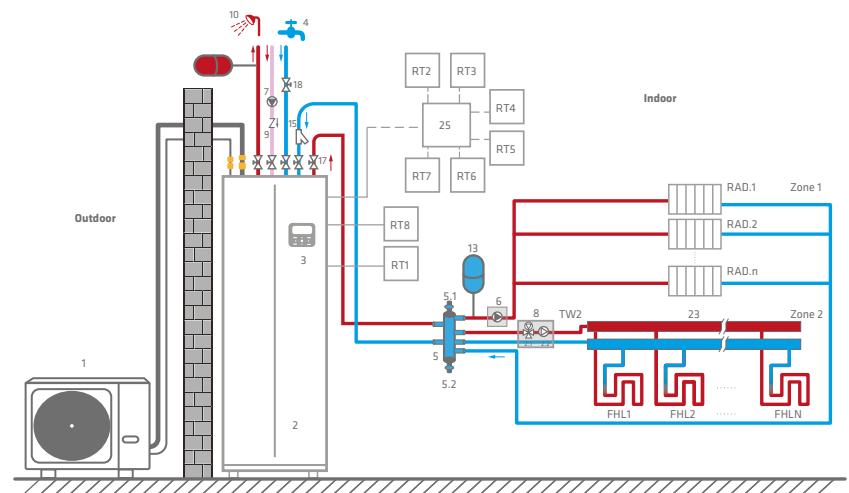 10
4
RT2
RT3
Indoor
7
18
RT4
9
15
25
RT5
17
RT7
RT6
RAD.1
Zone 1
Outdoor
RT8
RAD.2
3
13
RT1
RAD.n
5.1
6
8
TW2
23
Zone 2
5
1
5.2
2
FHL1
FHL2
FHLN